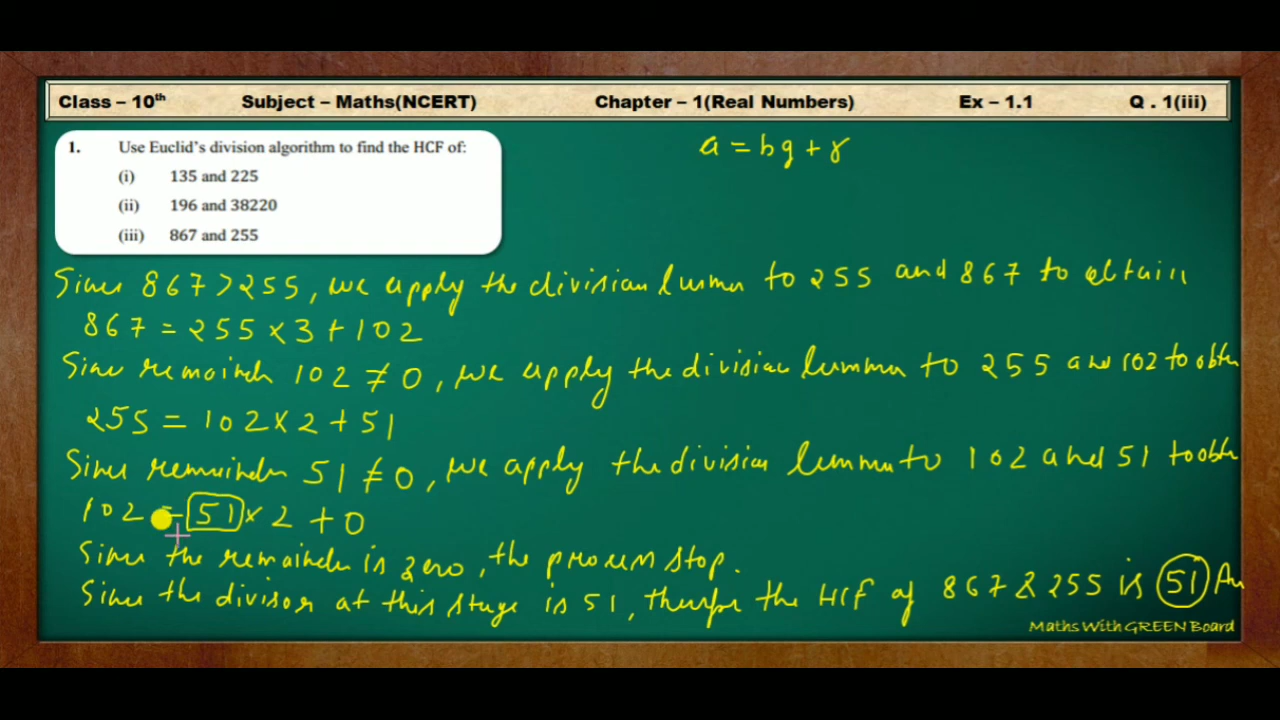 Class – 10th Subject – Maths(NCERT) Chapter – 1(Real Numbers) Ex – 1.1 Q . 1(iii)
1. Use Euclid's division algorithm to find the HCF of:
(i) 135 and 225
(ii) 196 and 38220
(iii) 867 and 255
a = bq + r
Since 867 > 255, we apply the division lemma to 255 and 867 to obtain
867 = 255 × 3 + 102
Since remainder 102 ≠ 0, we apply the division lemma to 255 and 102 to obtain
255 = 102 × 2 + 51
Since remainder 51 ≠ 0, we apply the division lemma to 102 and 51 to obtain
102 = 51 × 2 + 0
Since the remainder is zero, the process stop.
Since the divisor at this stage is 51, therefore the HCF of 867 & 255 is 51 An
Maths With GREEN Board